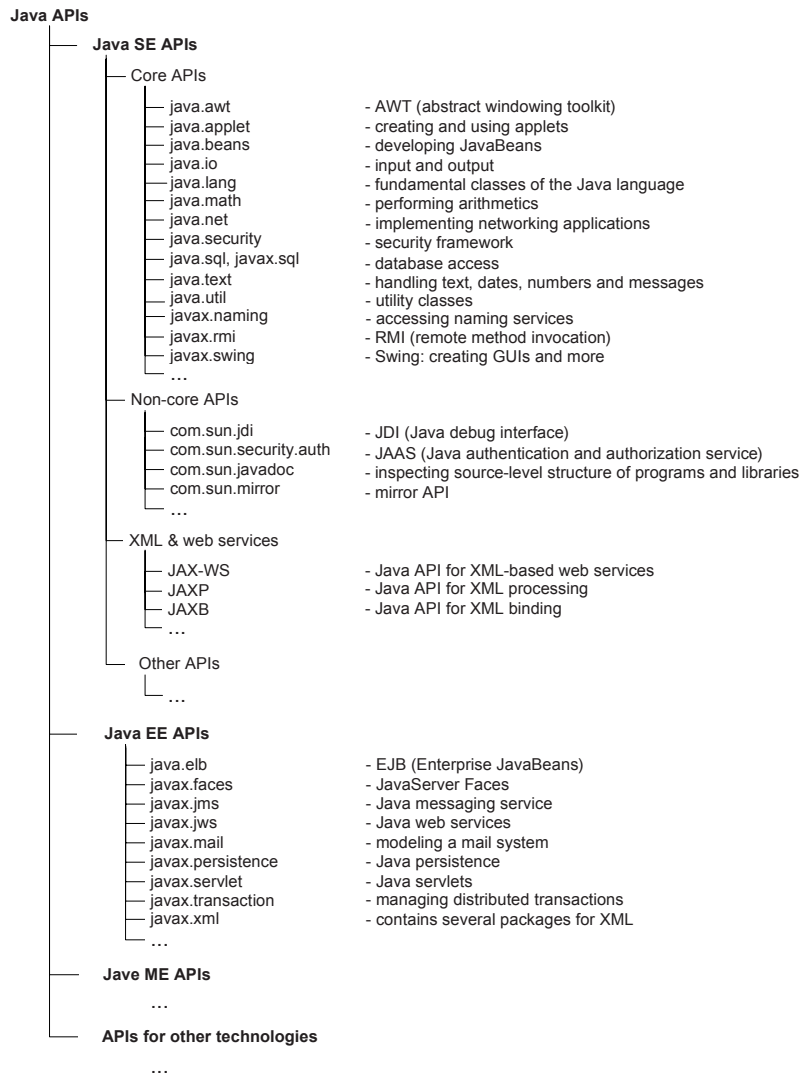 Java APIs
Java SE APIs
Core APIs
java.awt - AWT (abstract windowing toolkit)
java.applet - creating and using applets
java.beans - developing JavaBeans
java.io - input and output
java.lang - fundamental classes of the Java language
java.math - performing arithmetics
java.net - implementing networking applications
java.security - security framework
java.sql, javax.sql - database access
java.text - handling text, dates, numbers and messages
java.util - utility classes
javax.naming - accessing naming services
javax.rmi - RMI (remote method invocation)
javax.swing - Swing: creating GUIs and more
...
Non-core APIs
com.sun.jdi - JDI (Java debug interface)
com.sun.security.auth - JAAS (Java authentication and authorization service)
com.sun.javadoc - inspecting source-level structure of programs and libraries
com.sun.mirror - mirror API
...
XML & web services
JAX-WS - Java API for XML-based web services
JAXP - Java API for XML processing
JAXB - Java API for XML binding
...
Other APIs
...
Java EE APIs
java.elb - EJB (Enterprise JavaBeans)
javax.faces - JavaServer Faces
javax.jms - Java messaging service
javax.jws - Java web services
javax.mail - modeling a mail system
javax.persistence - Java persistence
javax.servlet - Java servlets
javax.transaction - managing distributed transactions
javax.xml - contains several packages for XML
...
Jave ME APIs
...
APIs for other technologies
...